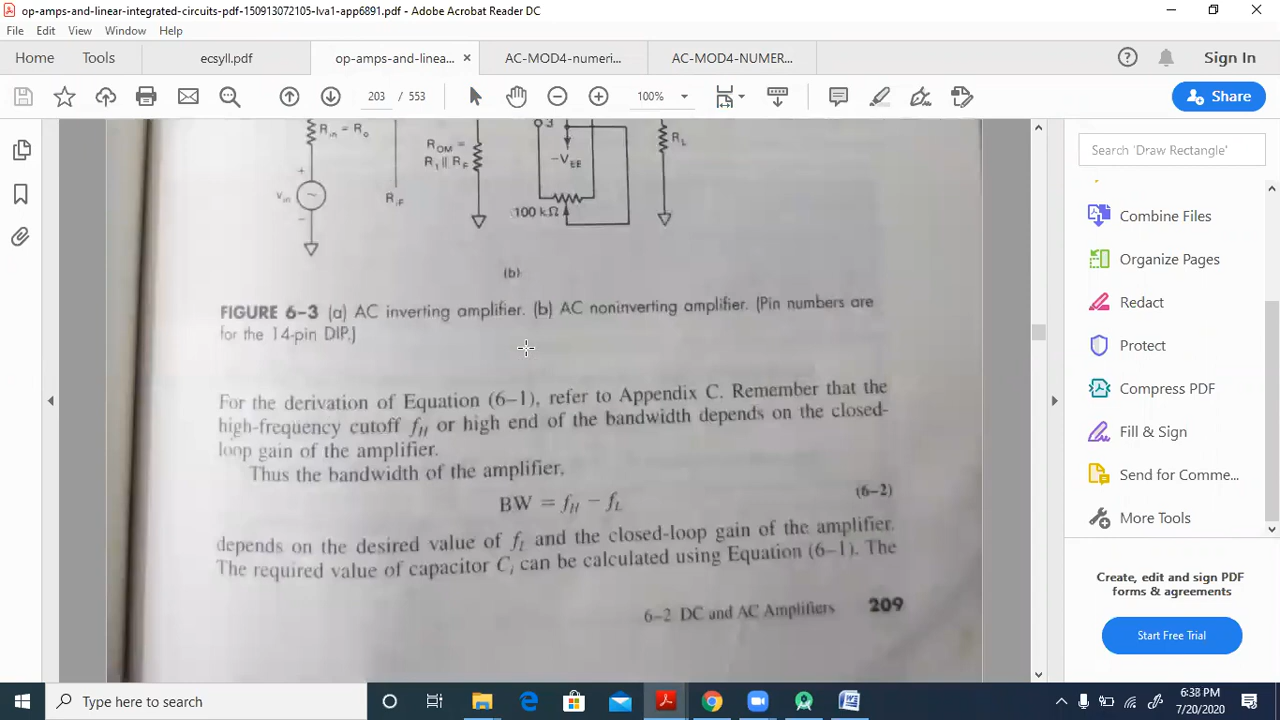 op-amps-and-linear-integrated-circuits-pdf-150913072105-lva1-app6891.pdf - Adobe Acrobat Reader DC
File Edit View Window Help
Home Tools ecsyll.pdf op-amps-and-linea... × AC-MOD4-numeri... AC-MOD4-NUMER... Sign In
203 / 553 100% Share
R_in = R_o
R_OM =
R_1 || R_F
3
-V_EE
R_L
v_in
+
~
−
R_iF
100 kΩ
(b)
FIGURE 6–3 (a) AC inverting amplifier. (b) AC noninverting amplifier. (Pin numbers are
for the 14-pin DIP.)
For the derivation of Equation (6–1), refer to Appendix C. Remember that the
high-frequency cutoff f_H or high end of the bandwidth depends on the closed-
loop gain of the amplifier.
Thus the bandwidth of the amplifier,
BW = f_H − f_L (6–2)
depends on the desired value of f_L and the closed-loop gain of the amplifier.
The required value of capacitor C_i can be calculated using Equation (6–1). The
6–2 DC and AC Amplifiers 209
Search 'Draw Rectangle'
Combine Files
Organize Pages
Redact
Protect
Compress PDF
Fill & Sign
Send for Comme...
More Tools
Create, edit and sign PDF
forms & agreements
Start Free Trial
Type here to search
6:38 PM
7/20/2020